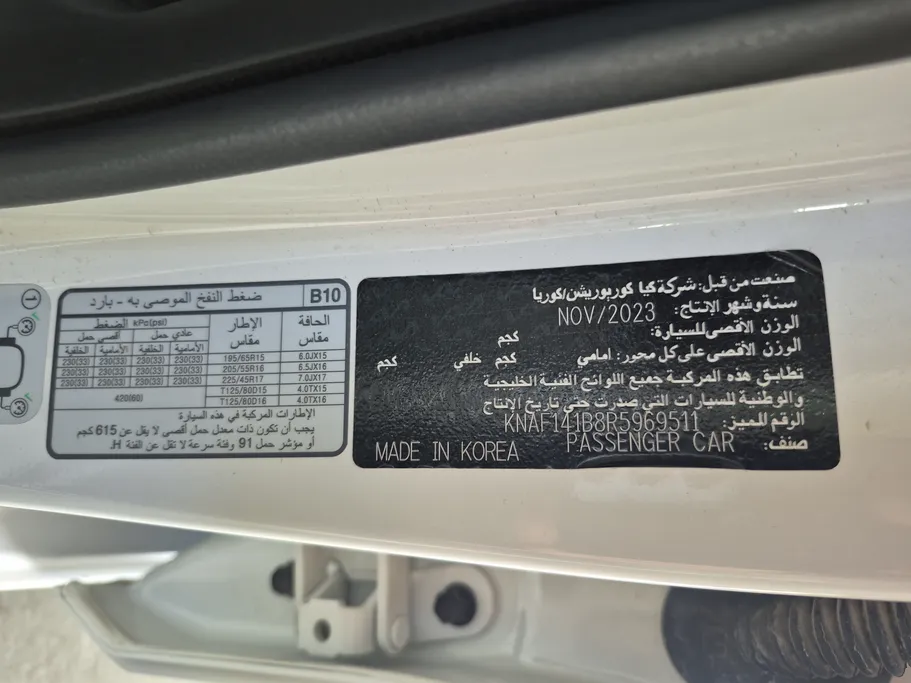 1
ضغط النفخ الموصى به - بارد B10
الحافة مقاس الإطار مقاس الضغط kPc(psi)
عادي حمل أقصي حمل
الأمامية الخلفية الأمامية الخلفية
6.0JX15 195/65R15 230(33) 230(33) 230(33) 230(33)
6.5JX16 205/55R16 230(33) 230(33) 230(33) 230(33)
7.0JX17 225/45R17 230(33) 230(33) 230(33) 230(33)
4.0TX15 T125/80D15 420(60)
4.0TX16 T125/80D16
الإطارات المركبة في هذه السيارة
يجب أن تكون ذات معدل حمل أقصى لا يقل عن 615 كجم
أو مؤشر حمل 91 وفئة سرعة لا تقل عن الفئة H.
صنعت من قبل: شركة كيا كوربوريشن/كوريا
سنة وشهر الإنتاج: NOV/2023
الوزن الأقصى للسيارة: كجم
الوزن الأقصى على كل محور: امامي كجم خلفي كجم
تطابق هذه المركبة جميع اللوائح الفنية الخليجية
والوطنية للسيارات التي صدرت حتى تاريخ الإنتاج
الرقم المميز: KNAF141B8R5969511
صنف: PASSENGER CAR
MADE IN KOREA